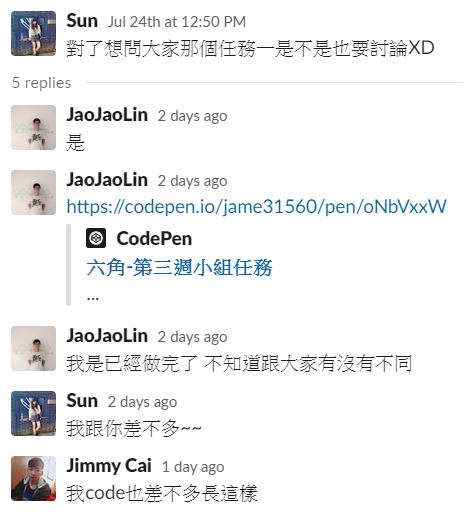 Sun Jul 24th at 12:50 PM
對了想問大家那個任務一是不是也要討論XD
5 replies
JaoJaoLin 2 days ago
是
JaoJaoLin 2 days ago
https://codepen.io/jame31560/pen/oNbVxxW
CodePen
六角-第三週小組任務
...
JaoJaoLin 2 days ago
我是已經做完了 不知道跟大家有沒有不同
Sun 2 days ago
我跟你差不多~~
Jimmy Cai 1 day ago
我code也差不多長這樣